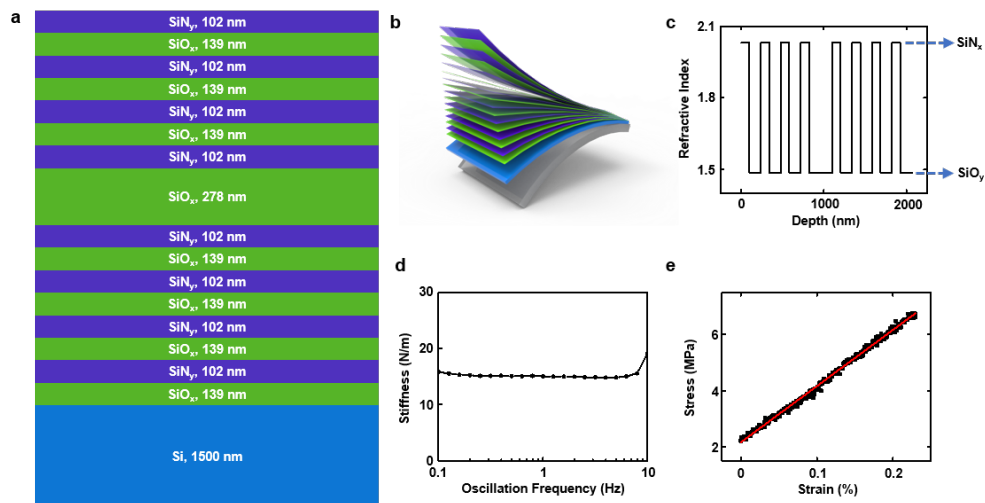 a
SiNy, 102 nm
SiOx, 139 nm
SiNy, 102 nm
SiOx, 139 nm
SiNy, 102 nm
SiOx, 139 nm
SiNy, 102 nm
SiOx, 278 nm
SiNy, 102 nm
SiOx, 139 nm
SiNy, 102 nm
SiOx, 139 nm
SiNy, 102 nm
SiOx, 139 nm
SiNy, 102 nm
SiOx, 139 nm
Si, 1500 nm
b
c
2.1
1.8
1.5
Refractive Index
0 1000 2000
Depth (nm)
SiNx
SiOy
d
30
20
10
0
Stiffness (N/m)
0.1 1 10
Oscillation Frequency (Hz)
e
6
4
2
Stress (MPa)
0 0.1 0.2
Strain (%)